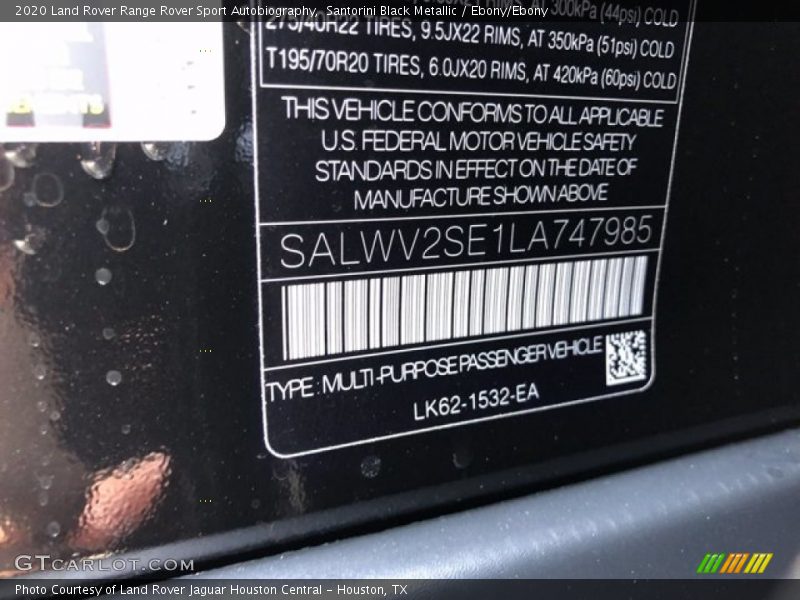 2020 Land Rover Range Rover Sport Autobiography, Santorini Black Metallic / Ebony/Ebony
300kPa (44psi) COLD
275/40R22 TIRES, 9.5JX22 RIMS, AT 350kPa (51psi) COLD
T195/70R20 TIRES, 6.0JX20 RIMS, AT 420kPa (60psi) COLD
THIS VEHICLE CONFORMS TO ALL APPLICABLE
U.S. FEDERAL MOTOR VEHICLE SAFETY
STANDARDS IN EFFECT ON THE DATE OF
MANUFACTURE SHOWN ABOVE
SALWV2SE1LA747985
TYPE : MULTI-PURPOSE PASSENGER VEHICLE
LK62-1532-EA
GTCARLOT.COM
Photo Courtesy of Land Rover Jaguar Houston Central - Houston, TX